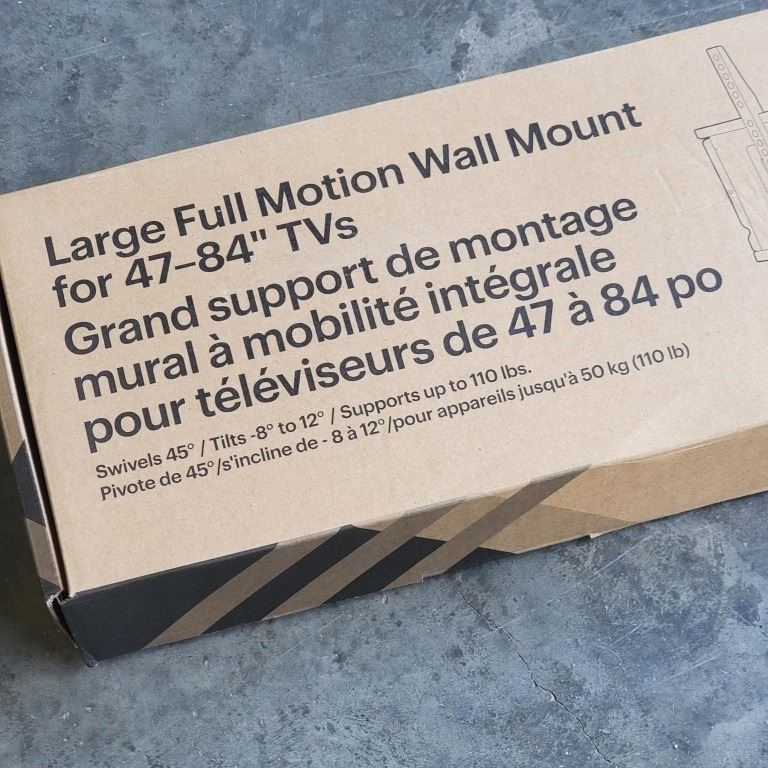 Large Full Motion Wall Mount
for 47–84" TVs
Grand support de montage
mural à mobilité intégrale
pour téléviseurs de 47 à 84 po
Swivels 45° / Tilts -8° to 12° / Supports up to 110 lbs.
Pivote de 45°/s'incline de - 8 à 12°/pour appareils jusqu'à 50 kg (110 lb)